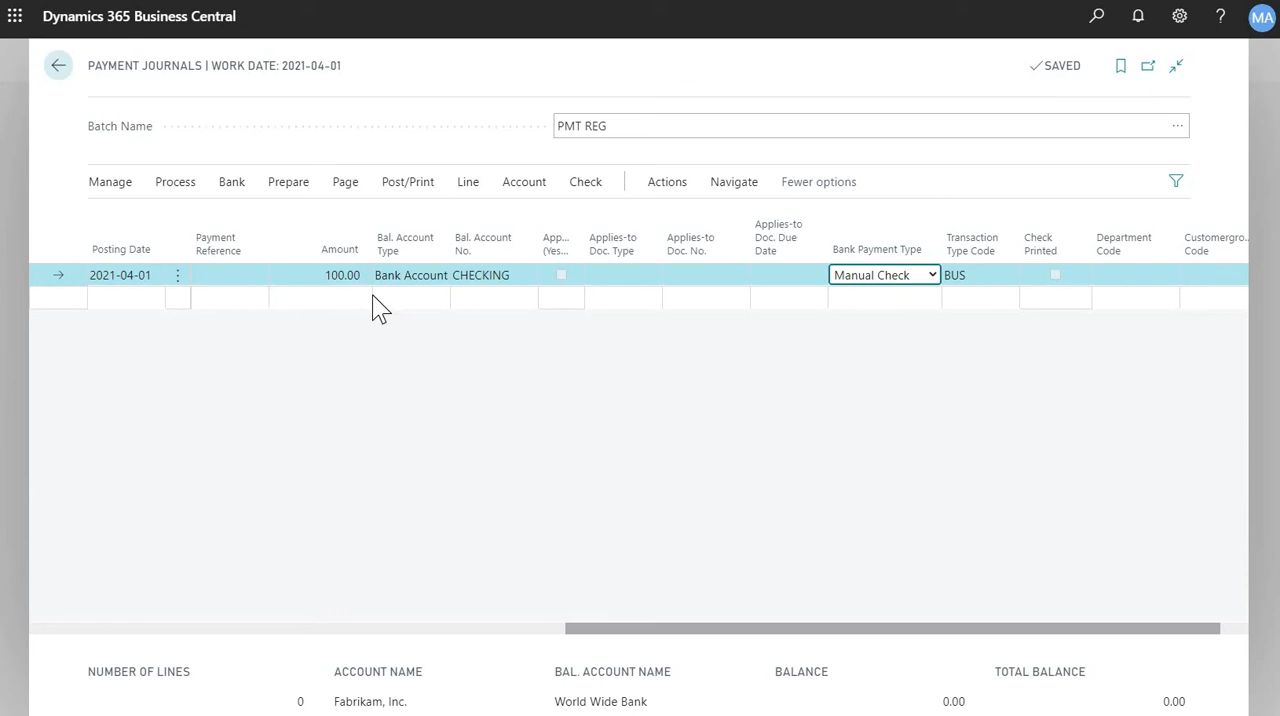 Dynamics 365 Business Central
MA
PAYMENT JOURNALS | WORK DATE: 2021-04-01
SAVED
Batch Name
PMT REG
Manage Process Bank Prepare Page Post/Print Line Account Check Actions Navigate Fewer options
Posting Date
Payment
Reference
Amount
Bal. Account
Type
Bal. Account
No.
App...
(Yes...
Applies-to
Doc. Type
Applies-to
Doc. No.
Applies-to
Doc. Due
Date
Bank Payment Type
Transaction
Type Code
Check
Printed
Department
Code
Customergro...
Code
2021-04-01 100.00 Bank Account CHECKING Manual Check BUS
NUMBER OF LINES ACCOUNT NAME BAL. ACCOUNT NAME BALANCE TOTAL BALANCE
0 Fabrikam, Inc. World Wide Bank 0.00 0.00